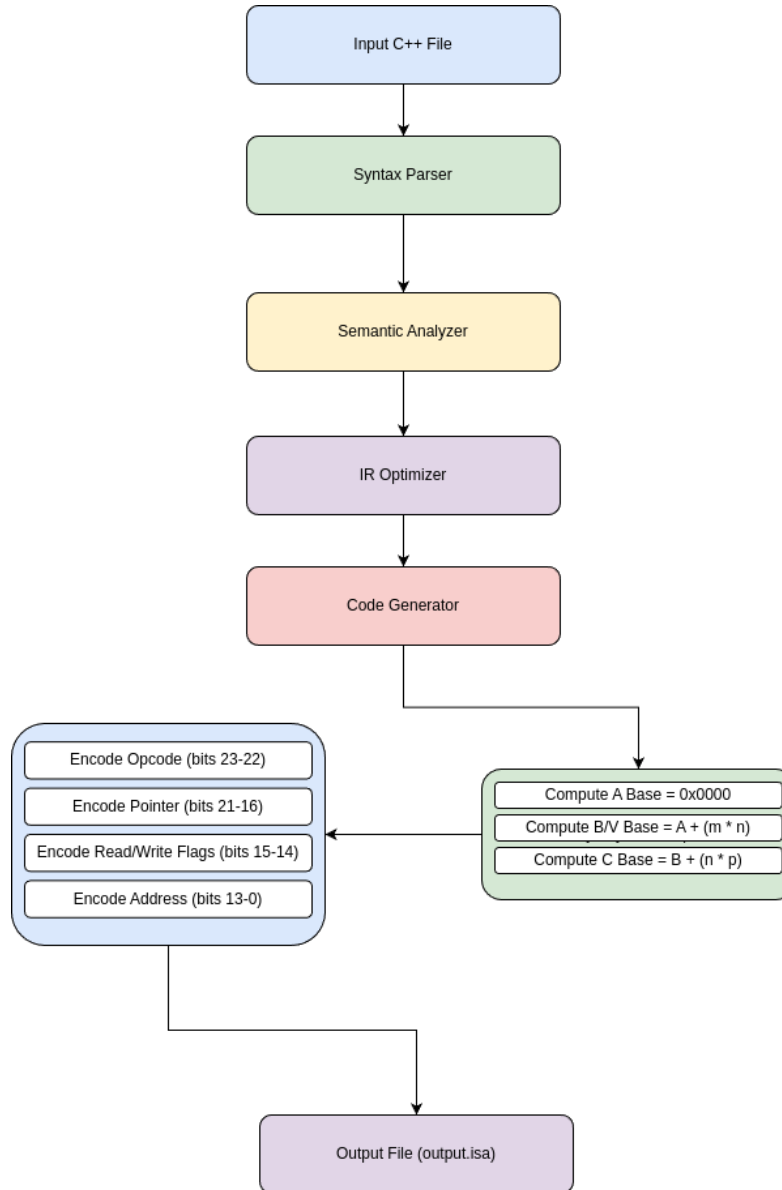 Input C++ File
Syntax Parser
Semantic Analyzer
IR Optimizer
Code Generator
Compute A Base = 0x0000
Compute B/V Base = A + (m * n)
Compute C Base = B + (n * p)
Encode Opcode (bits 23-22)
Encode Pointer (bits 21-16)
Encode Read/Write Flags (bits 15-14)
Encode Address (bits 13-0)
Output File (output.isa)